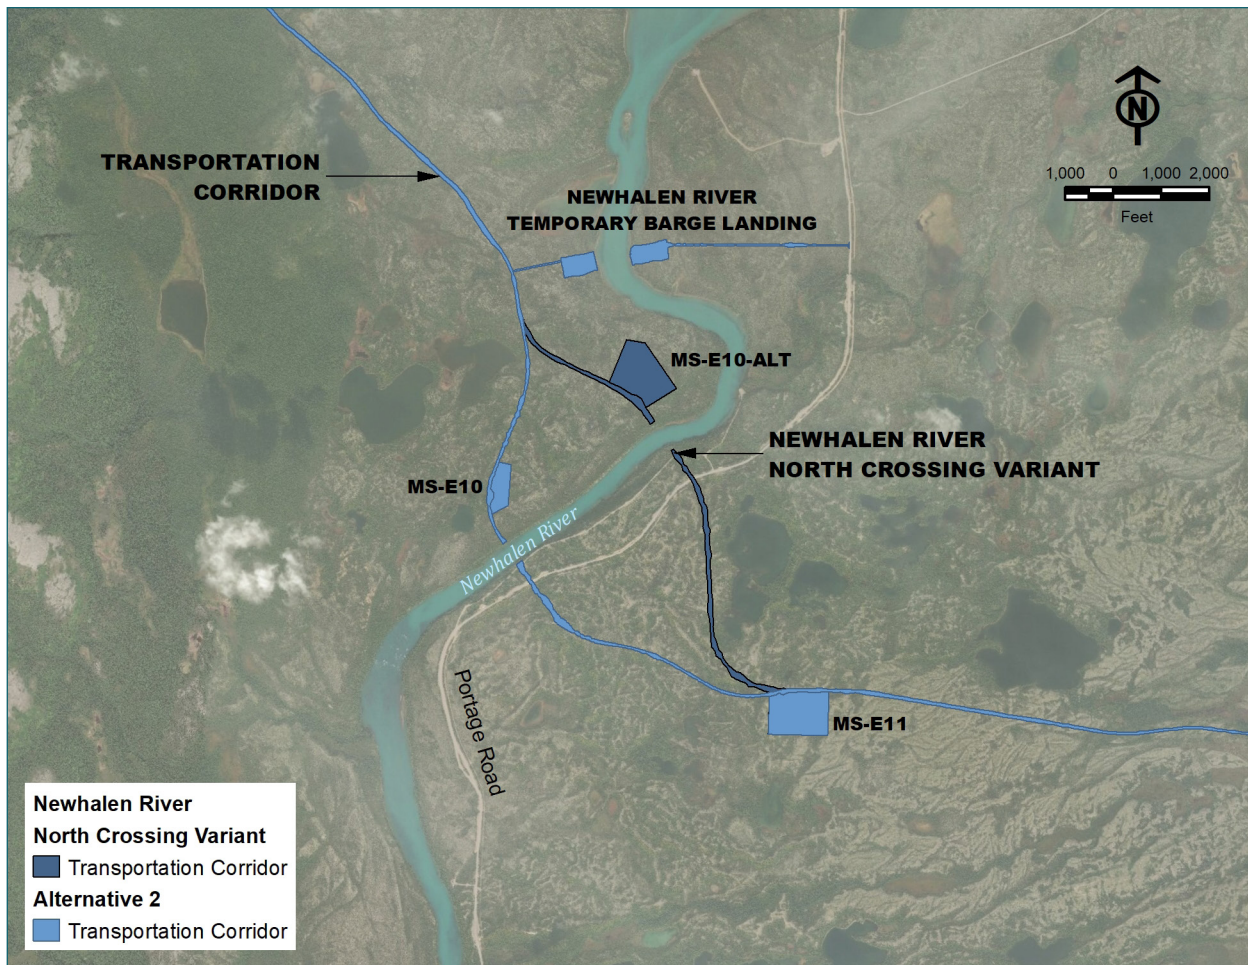 N
1,000 0 1,000 2,000
Feet
TRANSPORTATION
CORRIDOR
NEWHALEN RIVER
TEMPORARY BARGE LANDING
MS-E10-ALT
NEWHALEN RIVER
NORTH CROSSING VARIANT
MS-E10
Newhalen River
Portage Road
MS-E11
Newhalen River
North Crossing Variant
Transportation Corridor
Alternative 2
Transportation Corridor